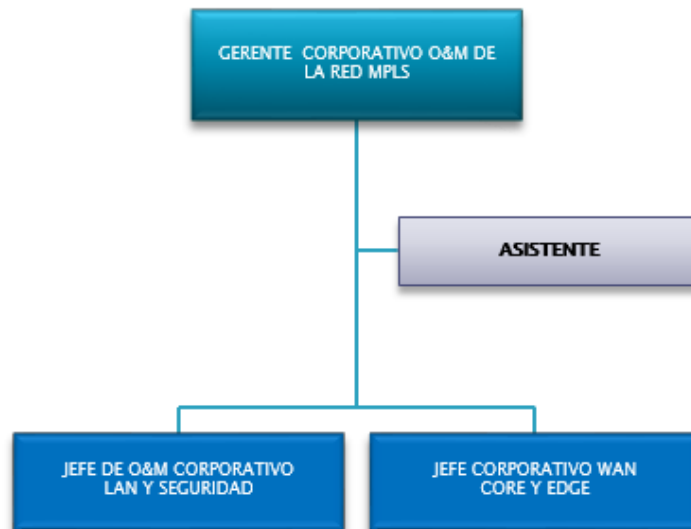 GERENTE CORPORATIVO O&M DE
LA RED MPLS
ASISTENTE
JEFE DE O&M CORPORATIVO
LAN Y SEGURIDAD
JEFE CORPORATIVO WAN
CORE Y EDGE